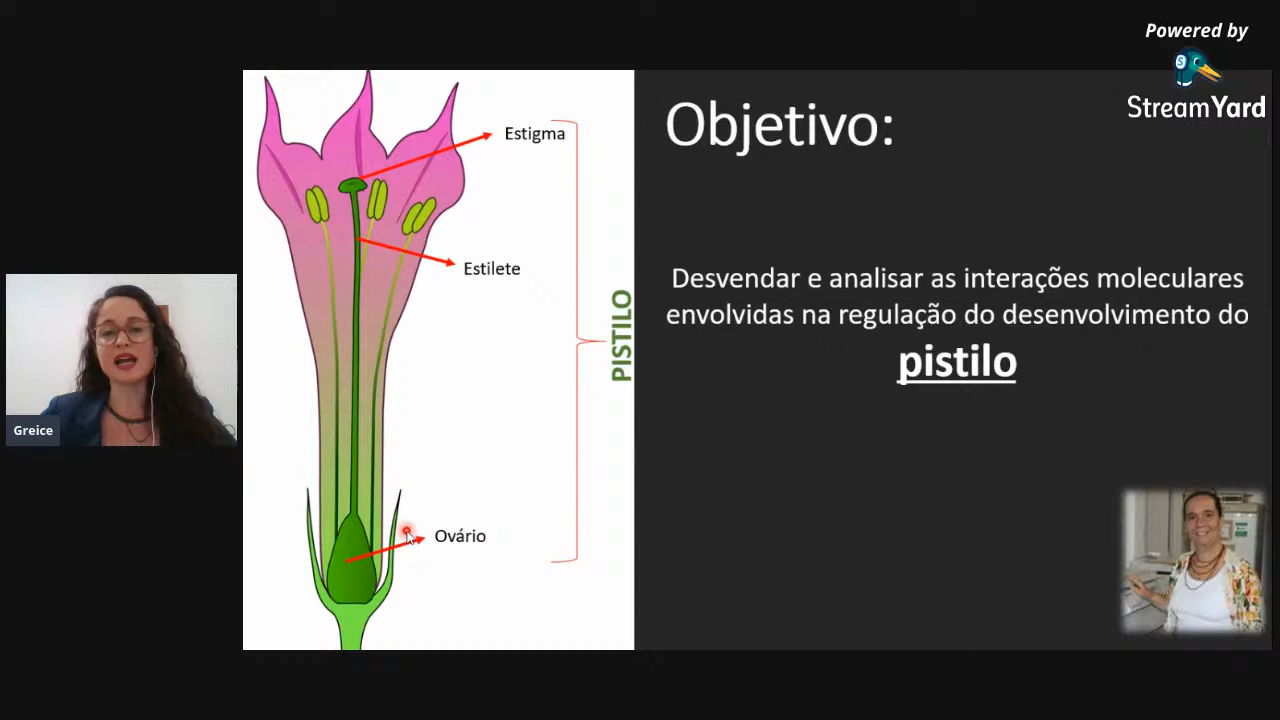 Powered by
StreamYard
Objetivo:
Estigma
Estilete
PISTILO
Ovário
Desvendar e analisar as interações moleculares
envolvidas na regulação do desenvolvimento do
pistilo
Greice